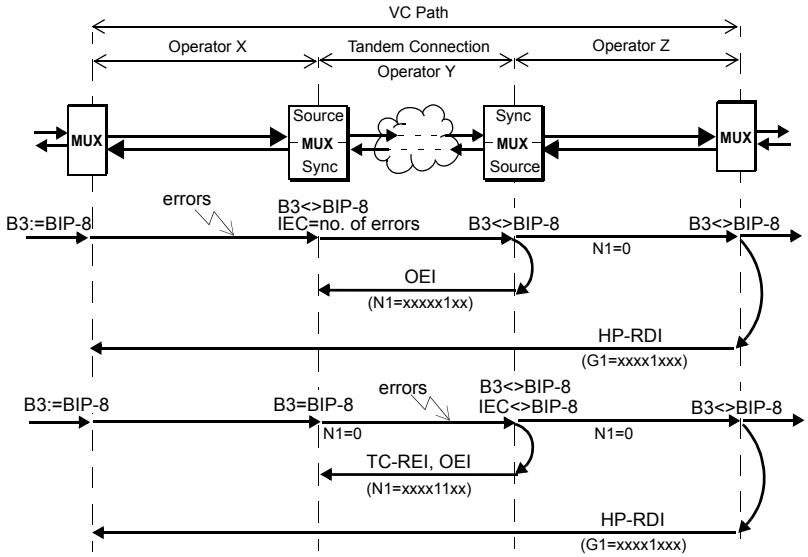 VC Path
Operator X
Tandem Connection
Operator Y
Operator Z
MUX
Source
MUX
Sync
Sync
MUX
Source
MUX
errors
B3:=BIP-8
B3<>BIP-8
IEC=no. of errors
B3<>BIP-8
N1=0
B3<>BIP-8
OEI
(N1=xxxxx1xx)
HP-RDI
(G1=xxxx1xxx)
errors
B3:=BIP-8
B3=BIP-8
N1=0
B3<>BIP-8
IEC<>BIP-8
N1=0
B3<>BIP-8
TC-REI, OEI
(N1=xxxx11xx)
HP-RDI
(G1=xxxx1xxx)